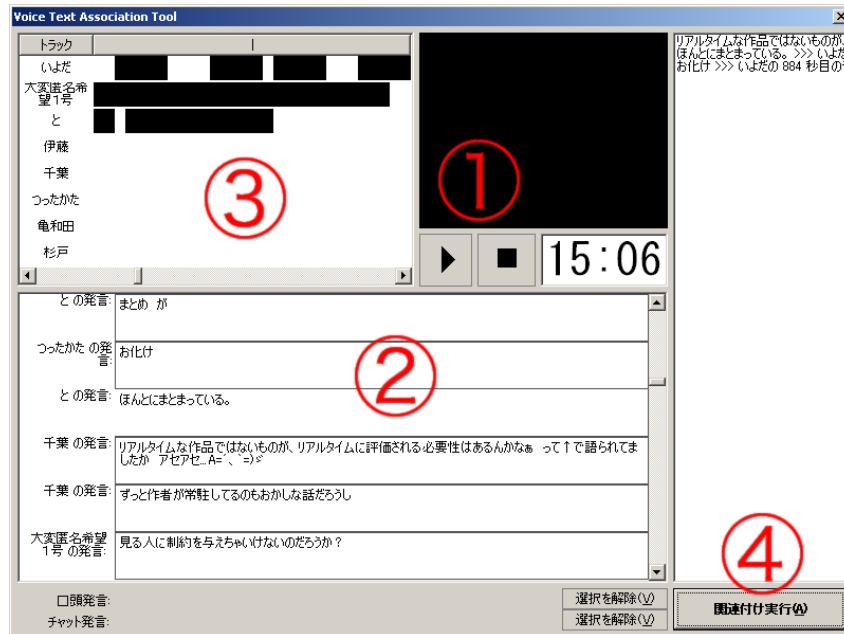 Voice Text Association Tool
トラック
いよだ
大変匿名希
望1号
と
伊藤
千葉
つったかた
亀和田
杉戸
③
①
15:06
リアルタイムな作品ではないものが、
ほんとにまとまっている。 >>> いよだ
お化け >>> いよだの 884 秒目の
と の発言:
まとめ が
つったかた の発
言:
お化け
②
と の発言:
ほんとにまとまっている。
千葉 の発言:
リアルタイムな作品ではないものが、リアルタイムに評価される必要性はあるんかなぁ って↑で語られてま
したか アセアセ...A=´、`=)ゞ
千葉 の発言:
ずっと作者が常駐してるのもおかしな話だろうし
大変匿名希望
1号 の発言:
見る人に制約を与えちゃいけないのだろうか?
④
口頭発言:
選択を解除(V)
チャット発言:
選択を解除(V)
関連付け実行(A)